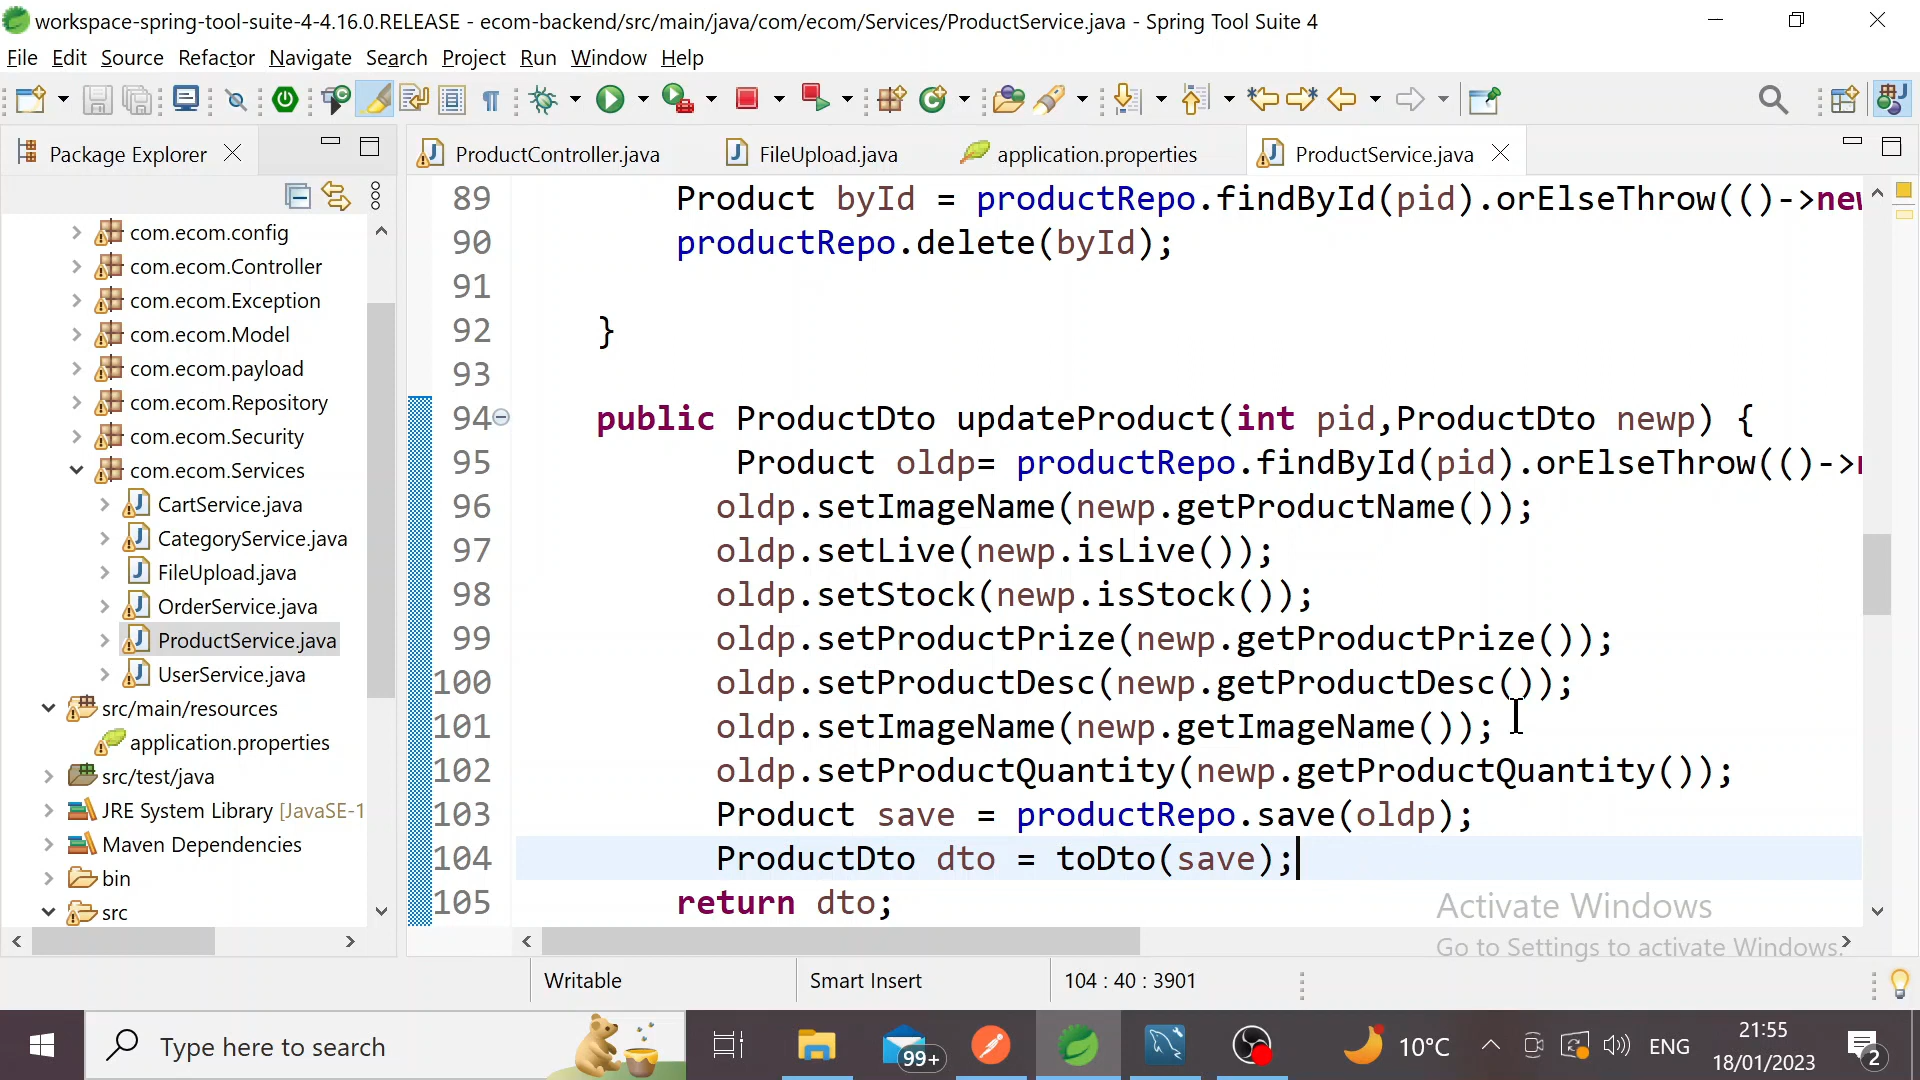 workspace-spring-tool-suite-4-4.16.0.RELEASE - ecom-backend/src/main/java/com/ecom/Services/ProductService.java - Spring Tool Suite 4
File Edit Source Refactor Navigate Search Project Run Window Help
Package Explorer
com.ecom.config
com.ecom.Controller
com.ecom.Exception
com.ecom.Model
com.ecom.payload
com.ecom.Repository
com.ecom.Security
com.ecom.Services
CartService.java
CategoryService.java
FileUpload.java
OrderService.java
ProductService.java
UserService.java
src/main/resources
application.properties
src/test/java
JRE System Library [JavaSE-1
Maven Dependencies
bin
src
ProductController.java FileUpload.java application.properties ProductService.java
89 Product byId = productRepo.findById(pid).orElseThrow(()->new
90 productRepo.delete(byId);
91
92 }
93
94 public ProductDto updateProduct(int pid,ProductDto newp) {
95 Product oldp= productRepo.findById(pid).orElseThrow(()->
96 oldp.setImageName(newp.getProductName());
97 oldp.setLive(newp.isLive());
98 oldp.setStock(newp.isStock());
99 oldp.setProductPrize(newp.getProductPrize());
100 oldp.setProductDesc(newp.getProductDesc());
101 oldp.setImageName(newp.getImageName());
102 oldp.setProductQuantity(newp.getProductQuantity());
103 Product save = productRepo.save(oldp);
104 ProductDto dto = toDto(save);
105 return dto;
Activate Windows
Go to Settings to activate Windows.
Writable Smart Insert 104 : 40 : 3901
Type here to search
99+
10°C
ENG
21:55
18/01/2023
2